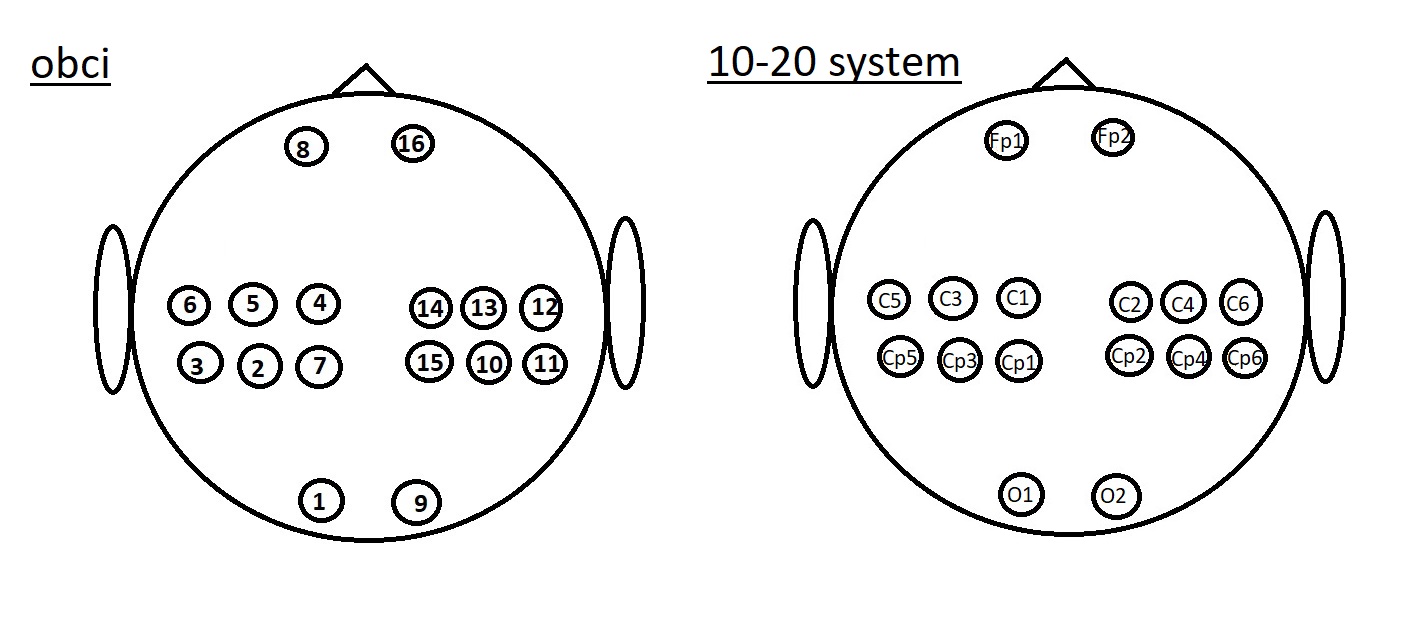 obci
8 16
6 5 4 14 13 12
3 2 7 15 10 11
1 9
10-20 system
Fp1 Fp2
C5 C3 C1 C2 C4 C6
Cp5 Cp3 Cp1 Cp2 Cp4 Cp6
O1 O2